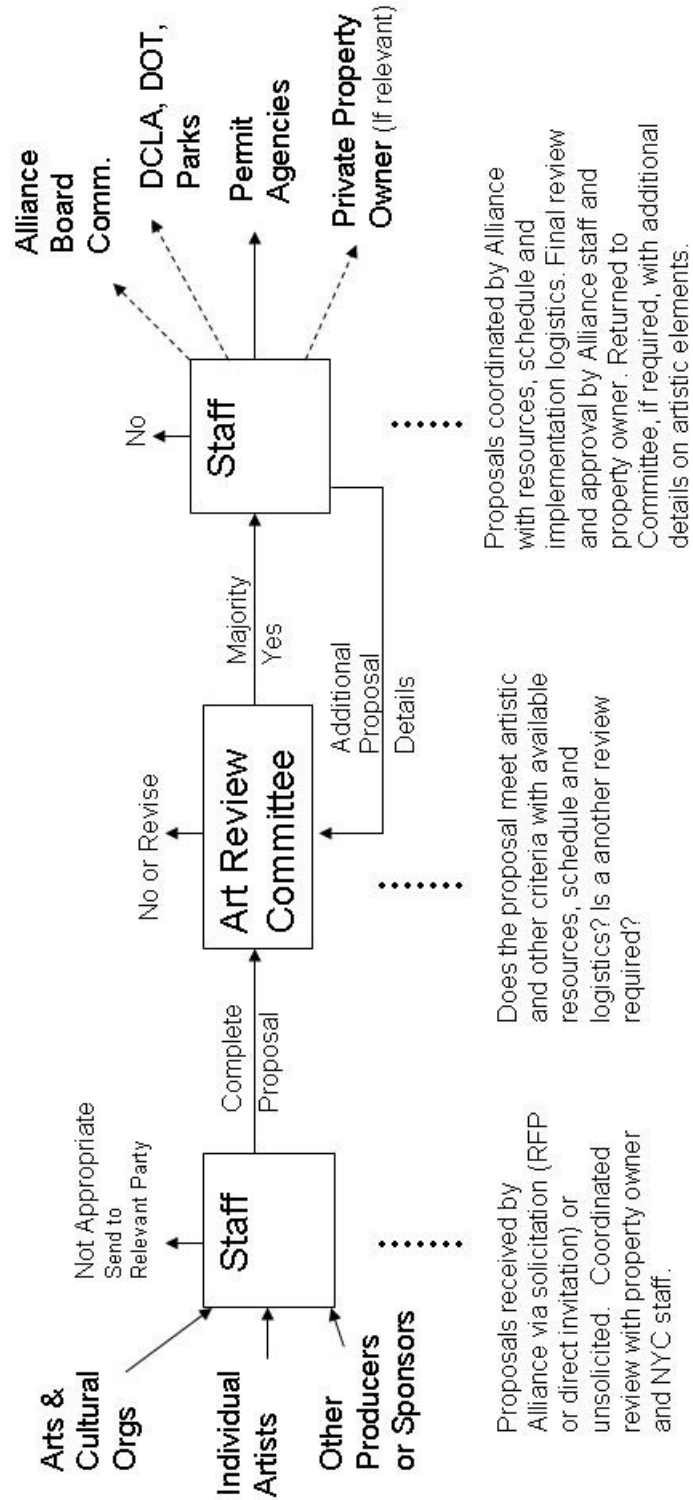 Arts &
Cultural
Orgs
Individual
Artists
Other
Producers
or Sponsors
Not Appropriate
Send to
Relevant Party
Staff
Complete
Proposal
No or Revise
Art Review
Committee
Majority
Yes
Additional
Proposal
Details
No
Staff
Alliance
Board
Comm.
DCLA, DOT,
Parks
Permit
Agencies
Private Property
Owner (If relevant)
Proposals received by
Alliance via solicitation (RFP
or direct invitation) or
unsolicited. Coordinated
review with property owner
and NYC staff.
Does the proposal meet artistic
and other criteria with available
resources, schedule and
logistics? Is a another review
required?
Proposals coordinated by Alliance
with resources, schedule and
implementation logistics. Final review
and approval by Alliance staff and
property owner. Returned to
Committee, if required, with additional
details on artistic elements.